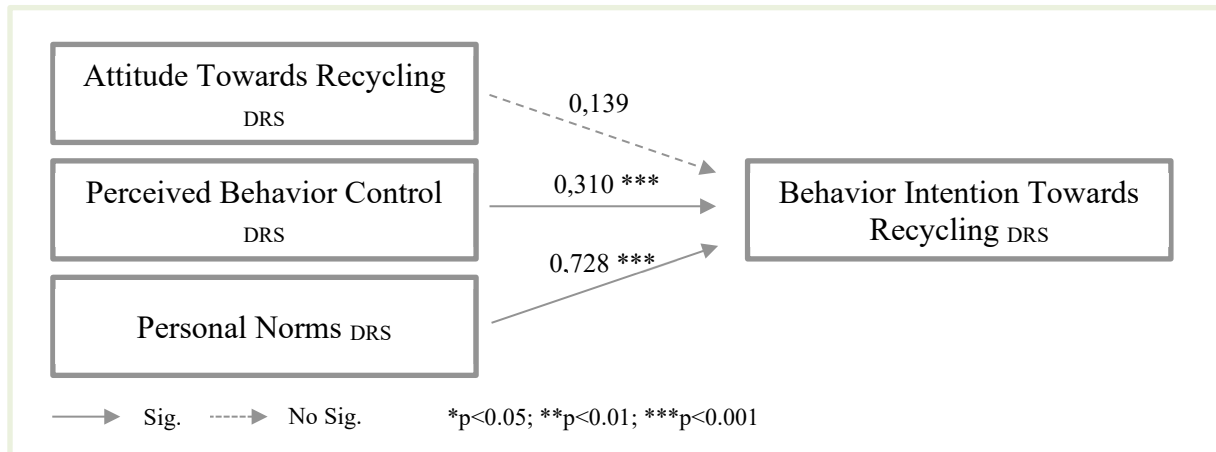 Attitude Towards Recycling
DRS
0,139
Perceived Behavior Control
DRS
0,310 ***
Behavior Intention Towards
Recycling DRS
0,728 ***
Personal Norms DRS
Sig.
No Sig.
*p<0.05; **p<0.01; ***p<0.001